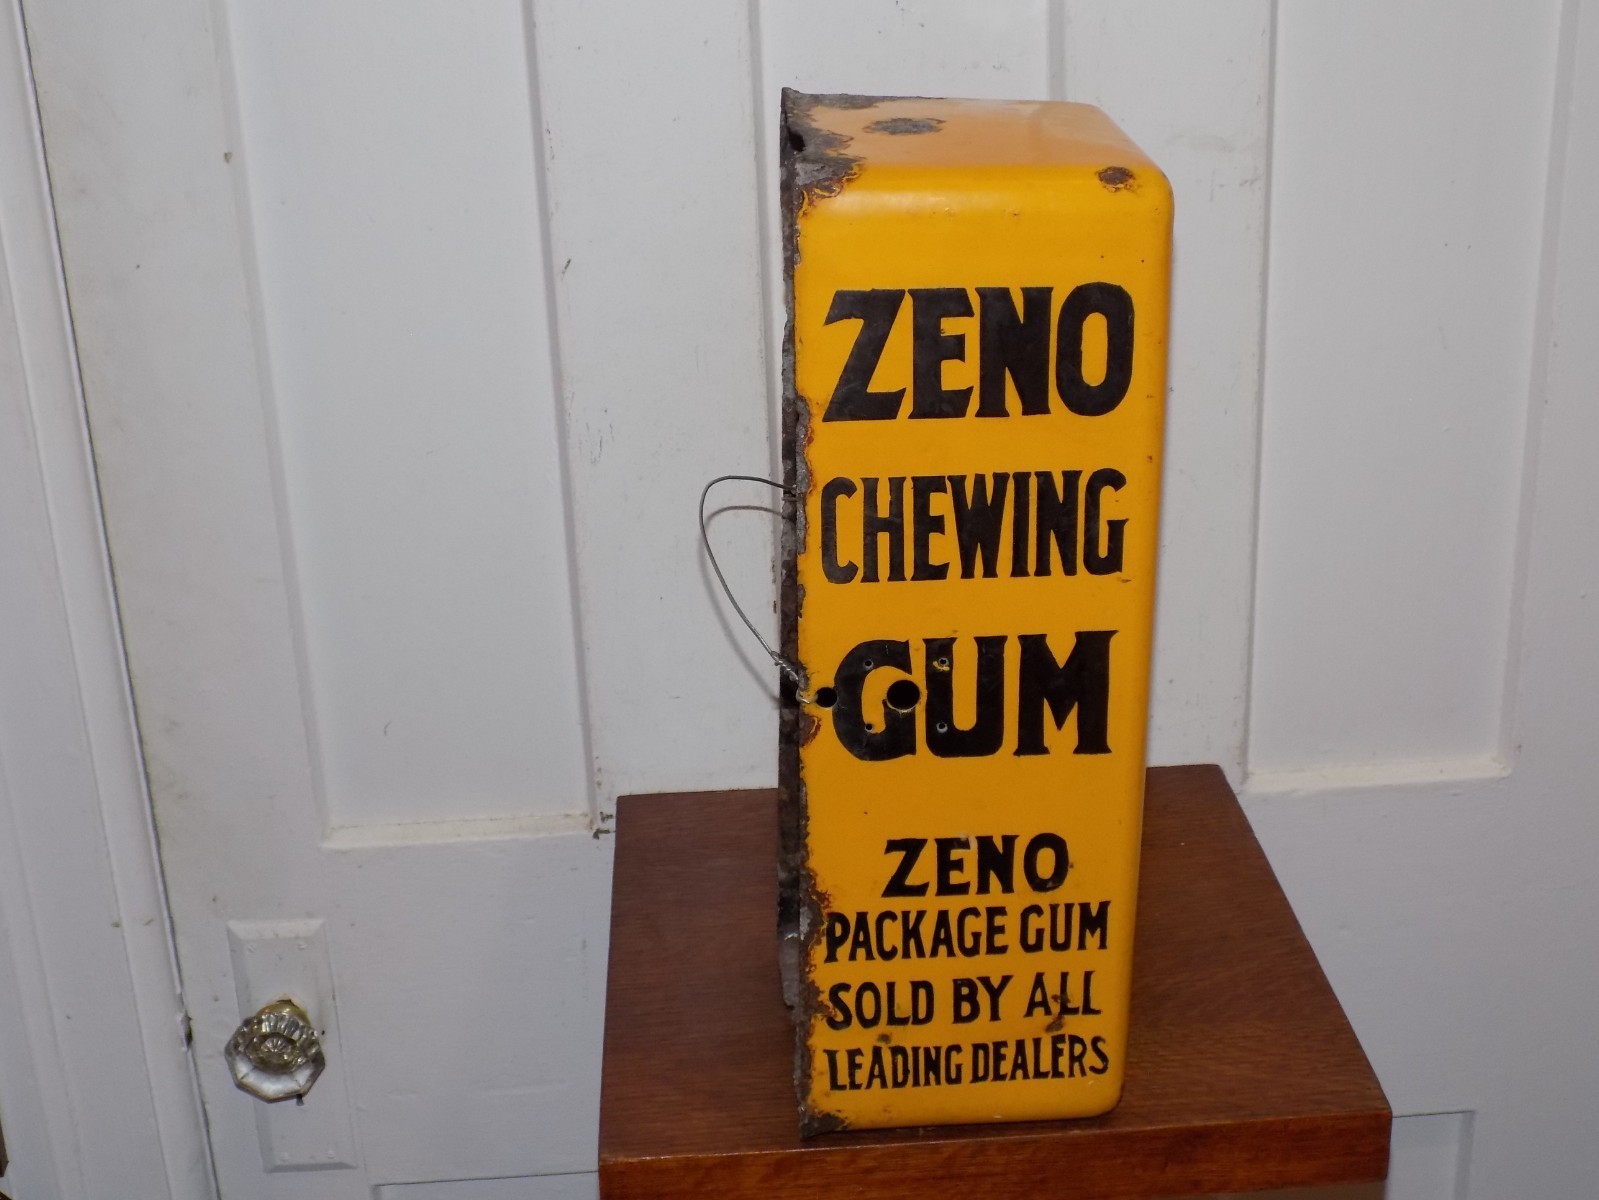 ZENO
CHEWING
GUM
ZENO
PACKAGE GUM
SOLD BY ALL
LEADING DEALERS